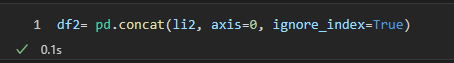 1 df2= pd.concat(li2, axis=0, ignore_index=True)
✓ 0.1s